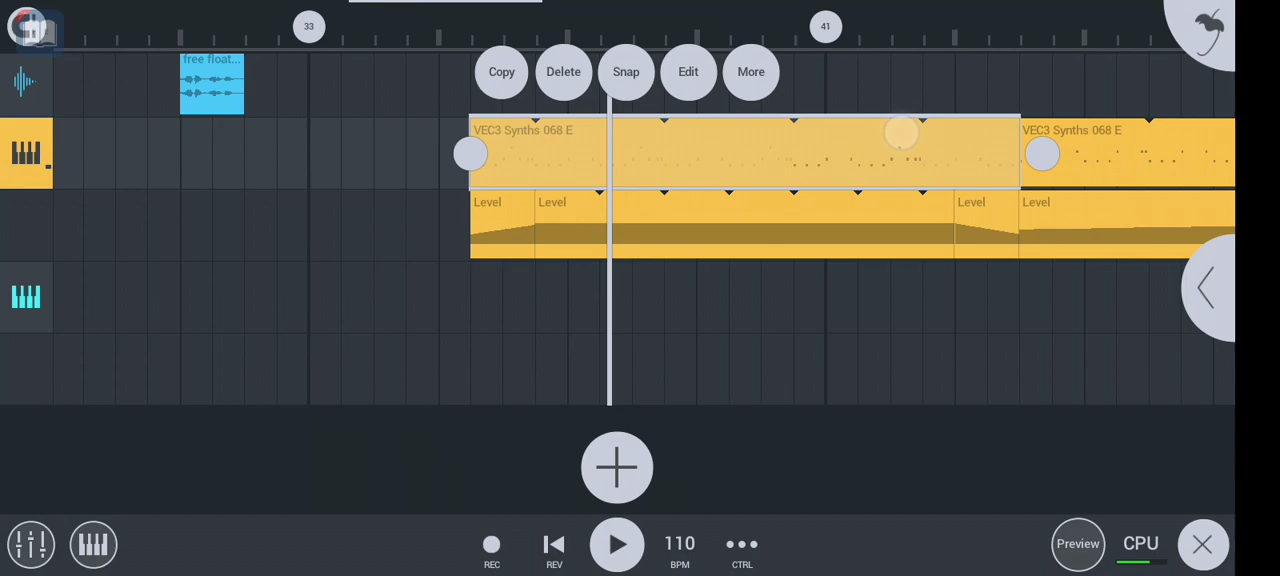 33
41
free float...
Copy
Delete
Snap
Edit
More
VEC3 Synths 068 E
VEC3 Synths 068 E
Level
Level
Level
Level
REC
REV
110
BPM
CTRL
Preview
CPU